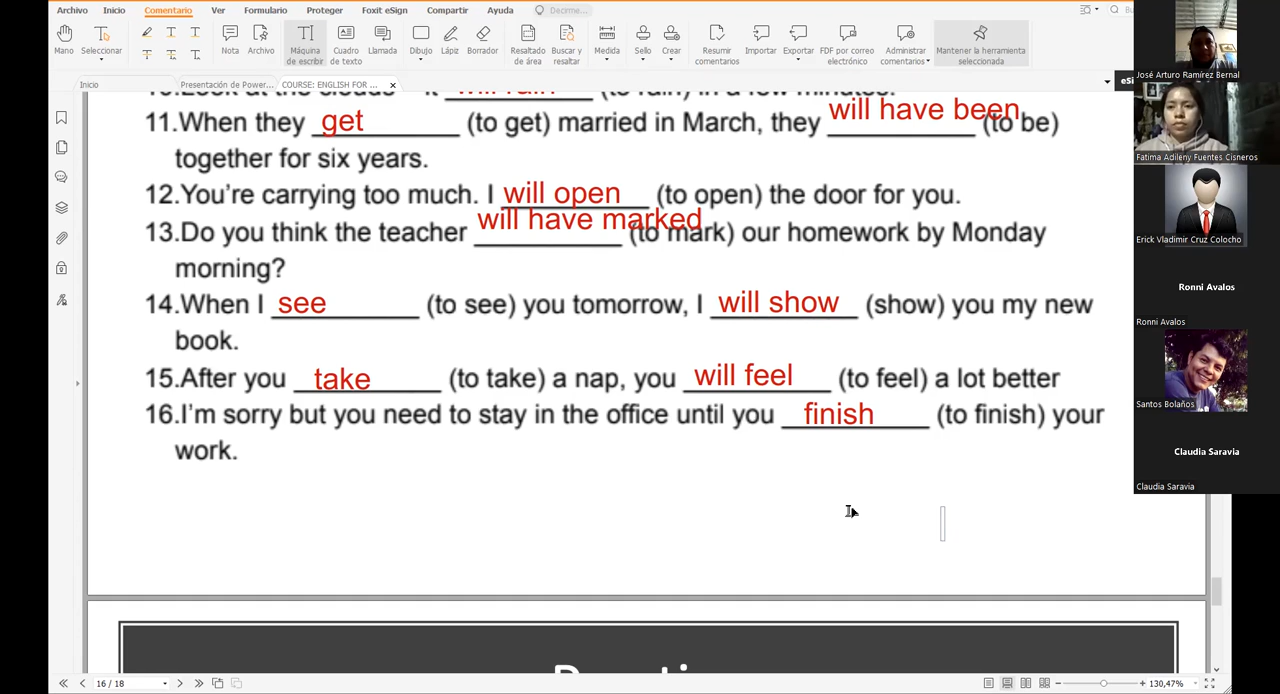 Archivo Inicio Comentario Ver Formulario Proteger Foxit eSign Compartir Ayuda Decirme...
Mano Seleccionar Nota Archivo Máquina de escribir Cuadro de texto Llamada Dibujo Lápiz Borrador Resaltado de área Buscar y resaltar Medida Sello Crear Resumir comentarios Importar Exportar PDF por correo electrónico Administrar comentarios Mantener la herramienta seleccionada
Inicio Presentación de Power... COURSE: ENGLISH FOR ...
will rain (to rain) in a few minutes.
11.When they get (to get) married in March, they will have been (to be)
together for six years.
12.You're carrying too much. I will open (to open) the door for you.
13.Do you think the teacher will have marked (to mark) our homework by Monday
morning?
14.When I see (to see) you tomorrow, I will show (show) you my new
book.
15.After you take (to take) a nap, you will feel (to feel) a lot better
16.I'm sorry but you need to stay in the office until you finish (to finish) your
work.
José Arturo Ramírez Bernal
Fatima Adileny Fuentes Cisneros
Erick Vladimir Cruz Colocho
Ronni Avalos
Ronni Avalos
Santos Bolaños
Claudia Saravia
Claudia Saravia
16 / 18 130,47%